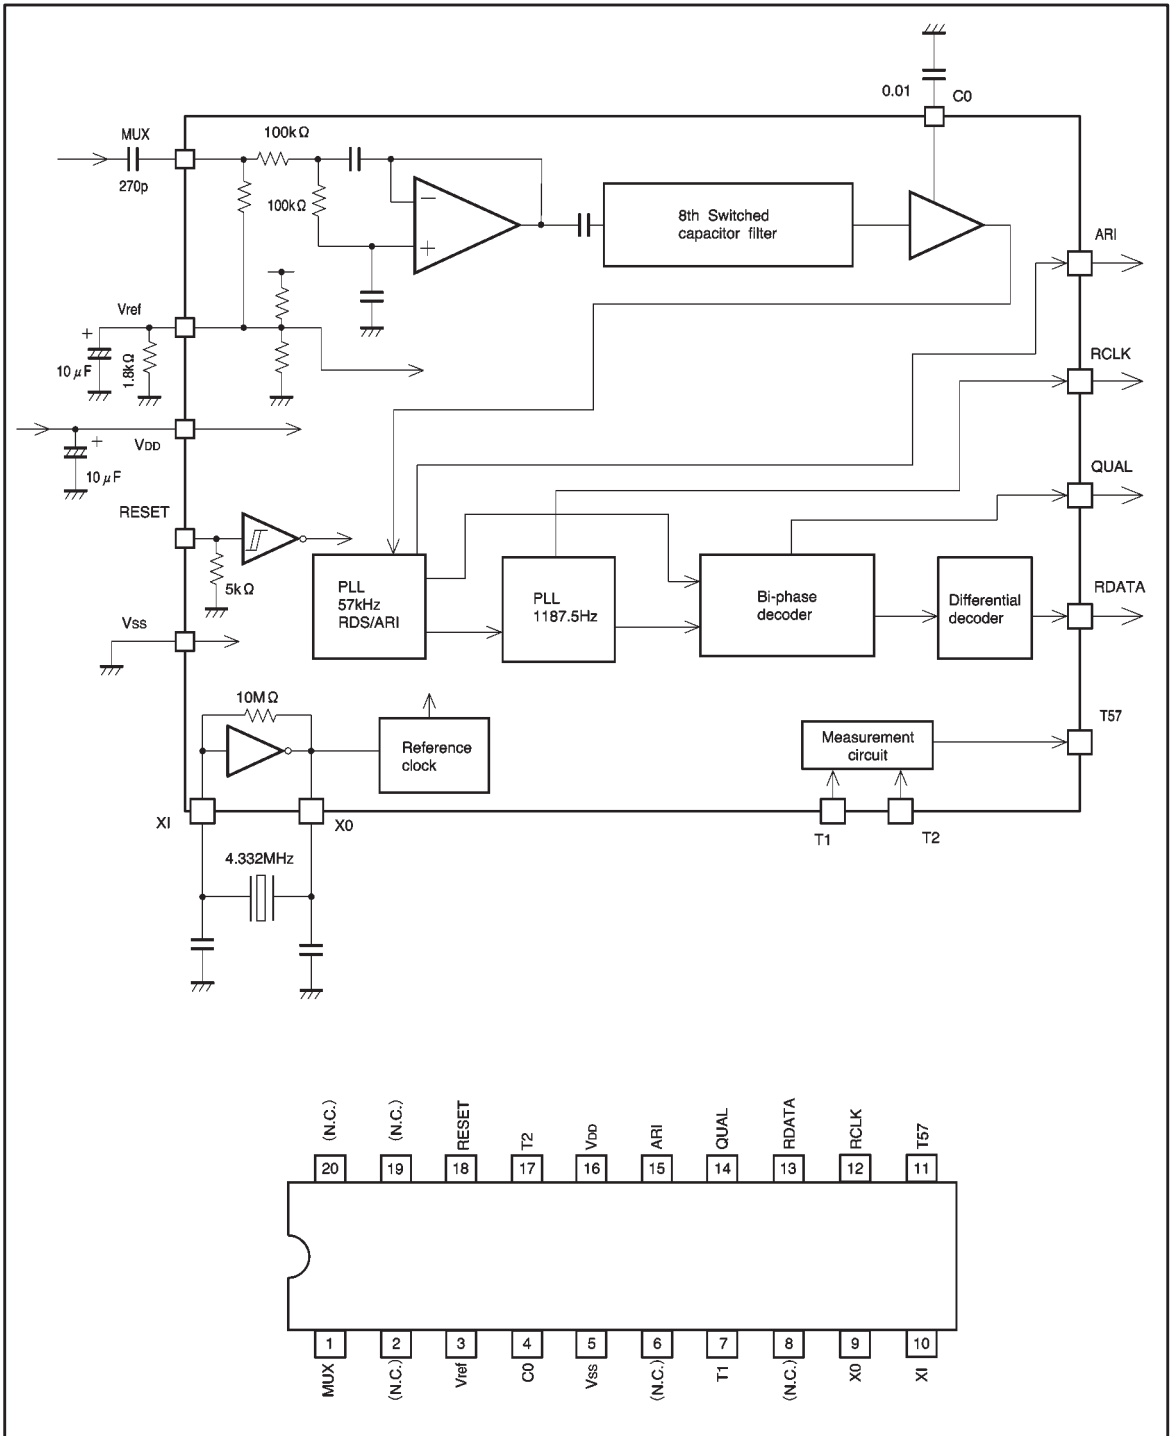 0.01
C0
MUX
270p
100kΩ
100kΩ
8th Switched
capacitor filter
ARI
Vref
+
10μF
1.8kΩ
RCLK
VDD
+
10μF
QUAL
RESET
5kΩ
PLL
57kHz
RDS/ARI
PLL
1187.5Hz
Bi-phase
decoder
Differential
decoder
RDATA
Vss
10MΩ
Reference
clock
Measurement
circuit
T57
XI
X0
T1
T2
4.332MHz
(N.C.) (N.C.) RESET T2 VDD ARI QUAL RDATA RCLK T57
20 19 18 17 16 15 14 13 12 11
1 2 3 4 5 6 7 8 9 10
MUX (N.C.) Vref C0 Vss (N.C.) T1 (N.C.) X0 XI